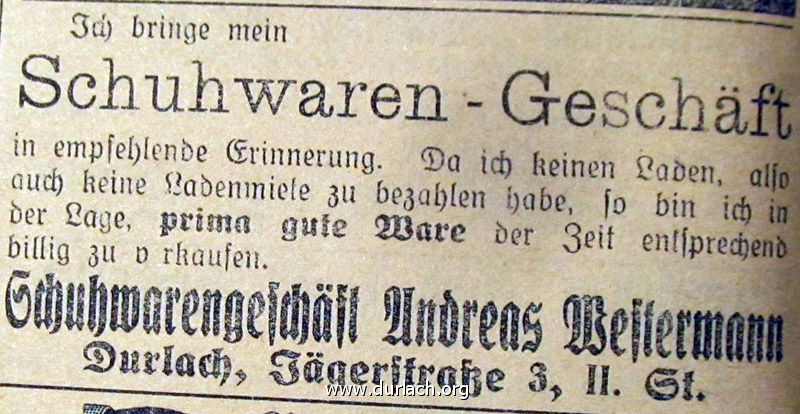 Ich bringe mein
Schuhwaren-Geschäft
in empfehlende Erinnerung. Da ich keinen Laden, also
auch keine Ladenmiete zu bezahlen habe, so bin ich in
der Lage, prima gute Ware der Zeit entsprechend
billig zu v rkaufen.
Schuhwarengeschäft Andreas Westermann
Durlach, Jägerstraße 3, II. St.
www.durlach.org